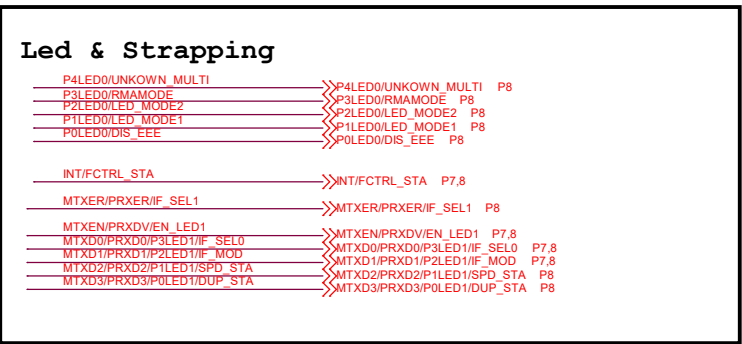 Led & Strapping
P4LED0/UNKOWN_MULTI P4LED0/UNKOWN_MULTI P8
P3LED0/RMAMODE P3LED0/RMAMODE P8
P2LED0/LED_MODE2 P2LED0/LED_MODE2 P8
P1LED0/LED_MODE1 P1LED0/LED_MODE1 P8
P0LED0/DIS_EEE P0LED0/DIS_EEE P8
INT/FCTRL_STA INT/FCTRL_STA P7,8
MTXER/PRXER/IF_SEL1 MTXER/PRXER/IF_SEL1 P8
MTXEN/PRXDV/EN_LED1 MTXEN/PRXDV/EN_LED1 P7,8
MTXD0/PRXD0/P3LED1/IF_SEL0 MTXD0/PRXD0/P3LED1/IF_SEL0 P7,8
MTXD1/PRXD1/P2LED1/IF_MOD MTXD1/PRXD1/P2LED1/IF_MOD P7,8
MTXD2/PRXD2/P1LED1/SPD_STA MTXD2/PRXD2/P1LED1/SPD_STA P8
MTXD3/PRXD3/P0LED1/DUP_STA MTXD3/PRXD3/P0LED1/DUP_STA P8